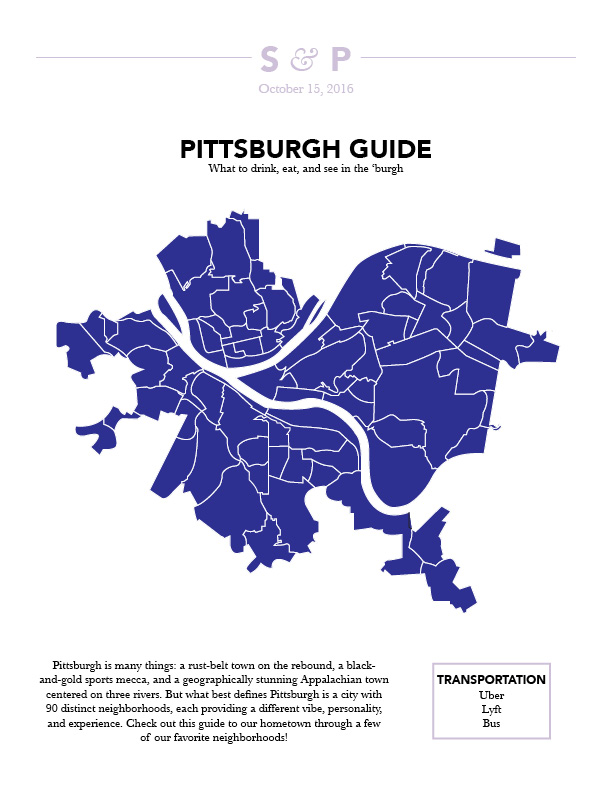 S & P
October 15, 2016
PITTSBURGH GUIDE
What to drink, eat, and see in the ‘burgh
Pittsburgh is many things: a rust-belt town on the rebound, a black-
and-gold sports mecca, and a geographically stunning Appalachian town
centered on three rivers. But what best defines Pittsburgh is a city with
90 distinct neighborhoods, each providing a different vibe, personality,
and experience. Check out this guide to our hometown through a few
of our favorite neighborhoods!
TRANSPORTATION
Uber
Lyft
Bus